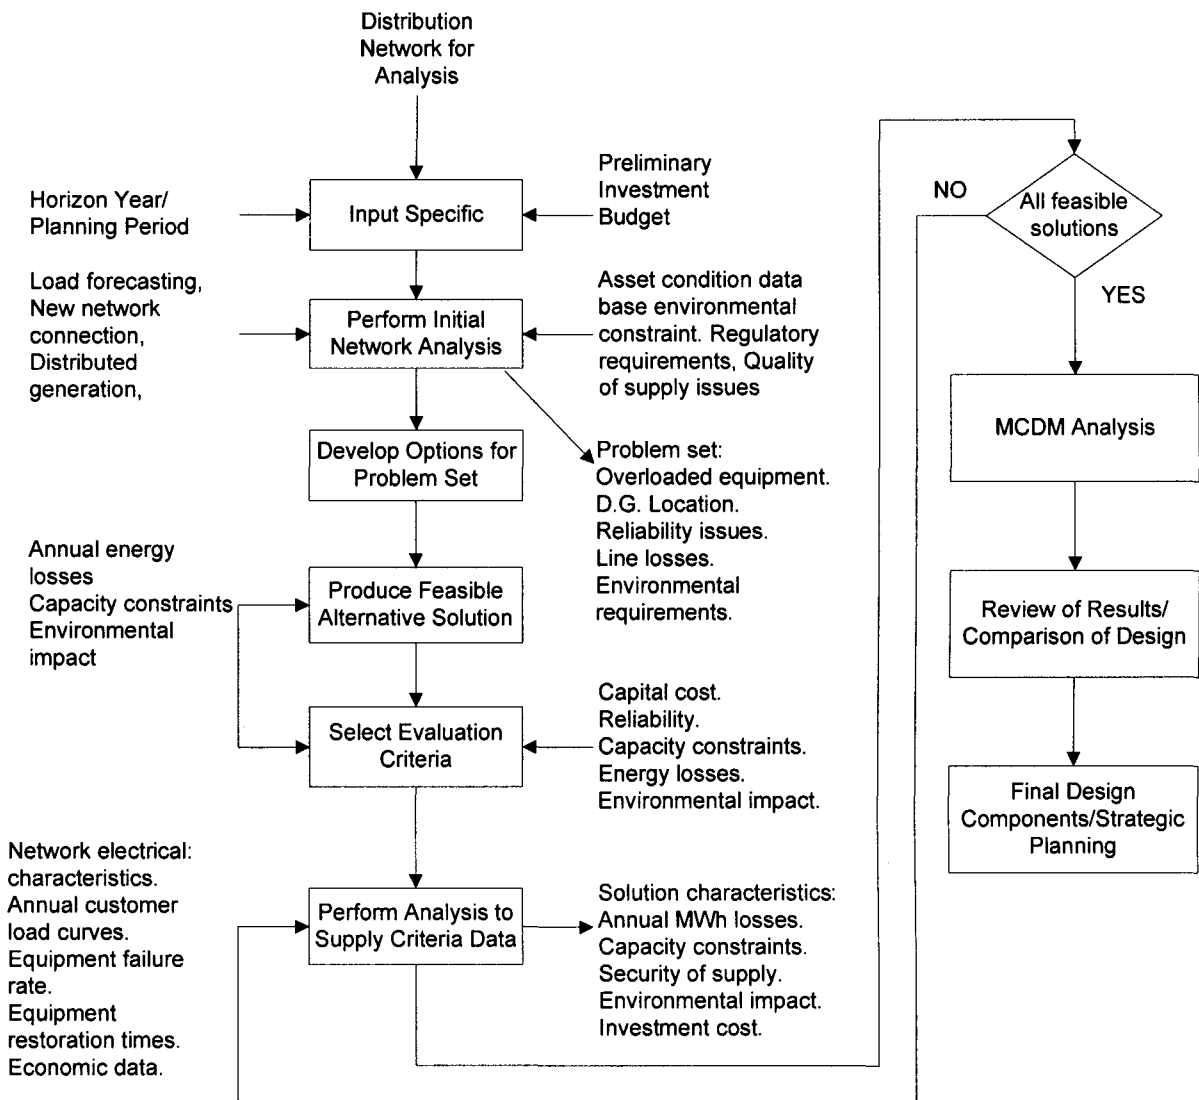 Distribution
Network for
Analysis
Horizon Year/
Planning Period
Input Specific
Preliminary
Investment
Budget
Load forecasting,
New network
connection,
Distributed
generation,
Perform Initial
Network Analysis
Asset condition data
base environmental
constraint. Regulatory
requirements, Quality
of supply issues
Develop Options for
Problem Set
Problem set:
Overloaded equipment.
D.G. Location.
Reliability issues.
Line losses.
Environmental
requirements.
Annual energy
losses
Capacity constraints
Environmental
impact
Produce Feasible
Alternative Solution
Select Evaluation
Criteria
Capital cost.
Reliability.
Capacity constraints.
Energy losses.
Environmental impact.
Network electrical:
characteristics.
Annual customer
load curves.
Equipment failure
rate.
Equipment
restoration times.
Economic data.
Perform Analysis to
Supply Criteria Data
Solution characteristics:
Annual MWh losses.
Capacity constraints.
Security of supply.
Environmental impact.
Investment cost.
NO
All feasible
solutions
YES
MCDM Analysis
Review of Results/
Comparison of Design
Final Design
Components/Strategic
Planning